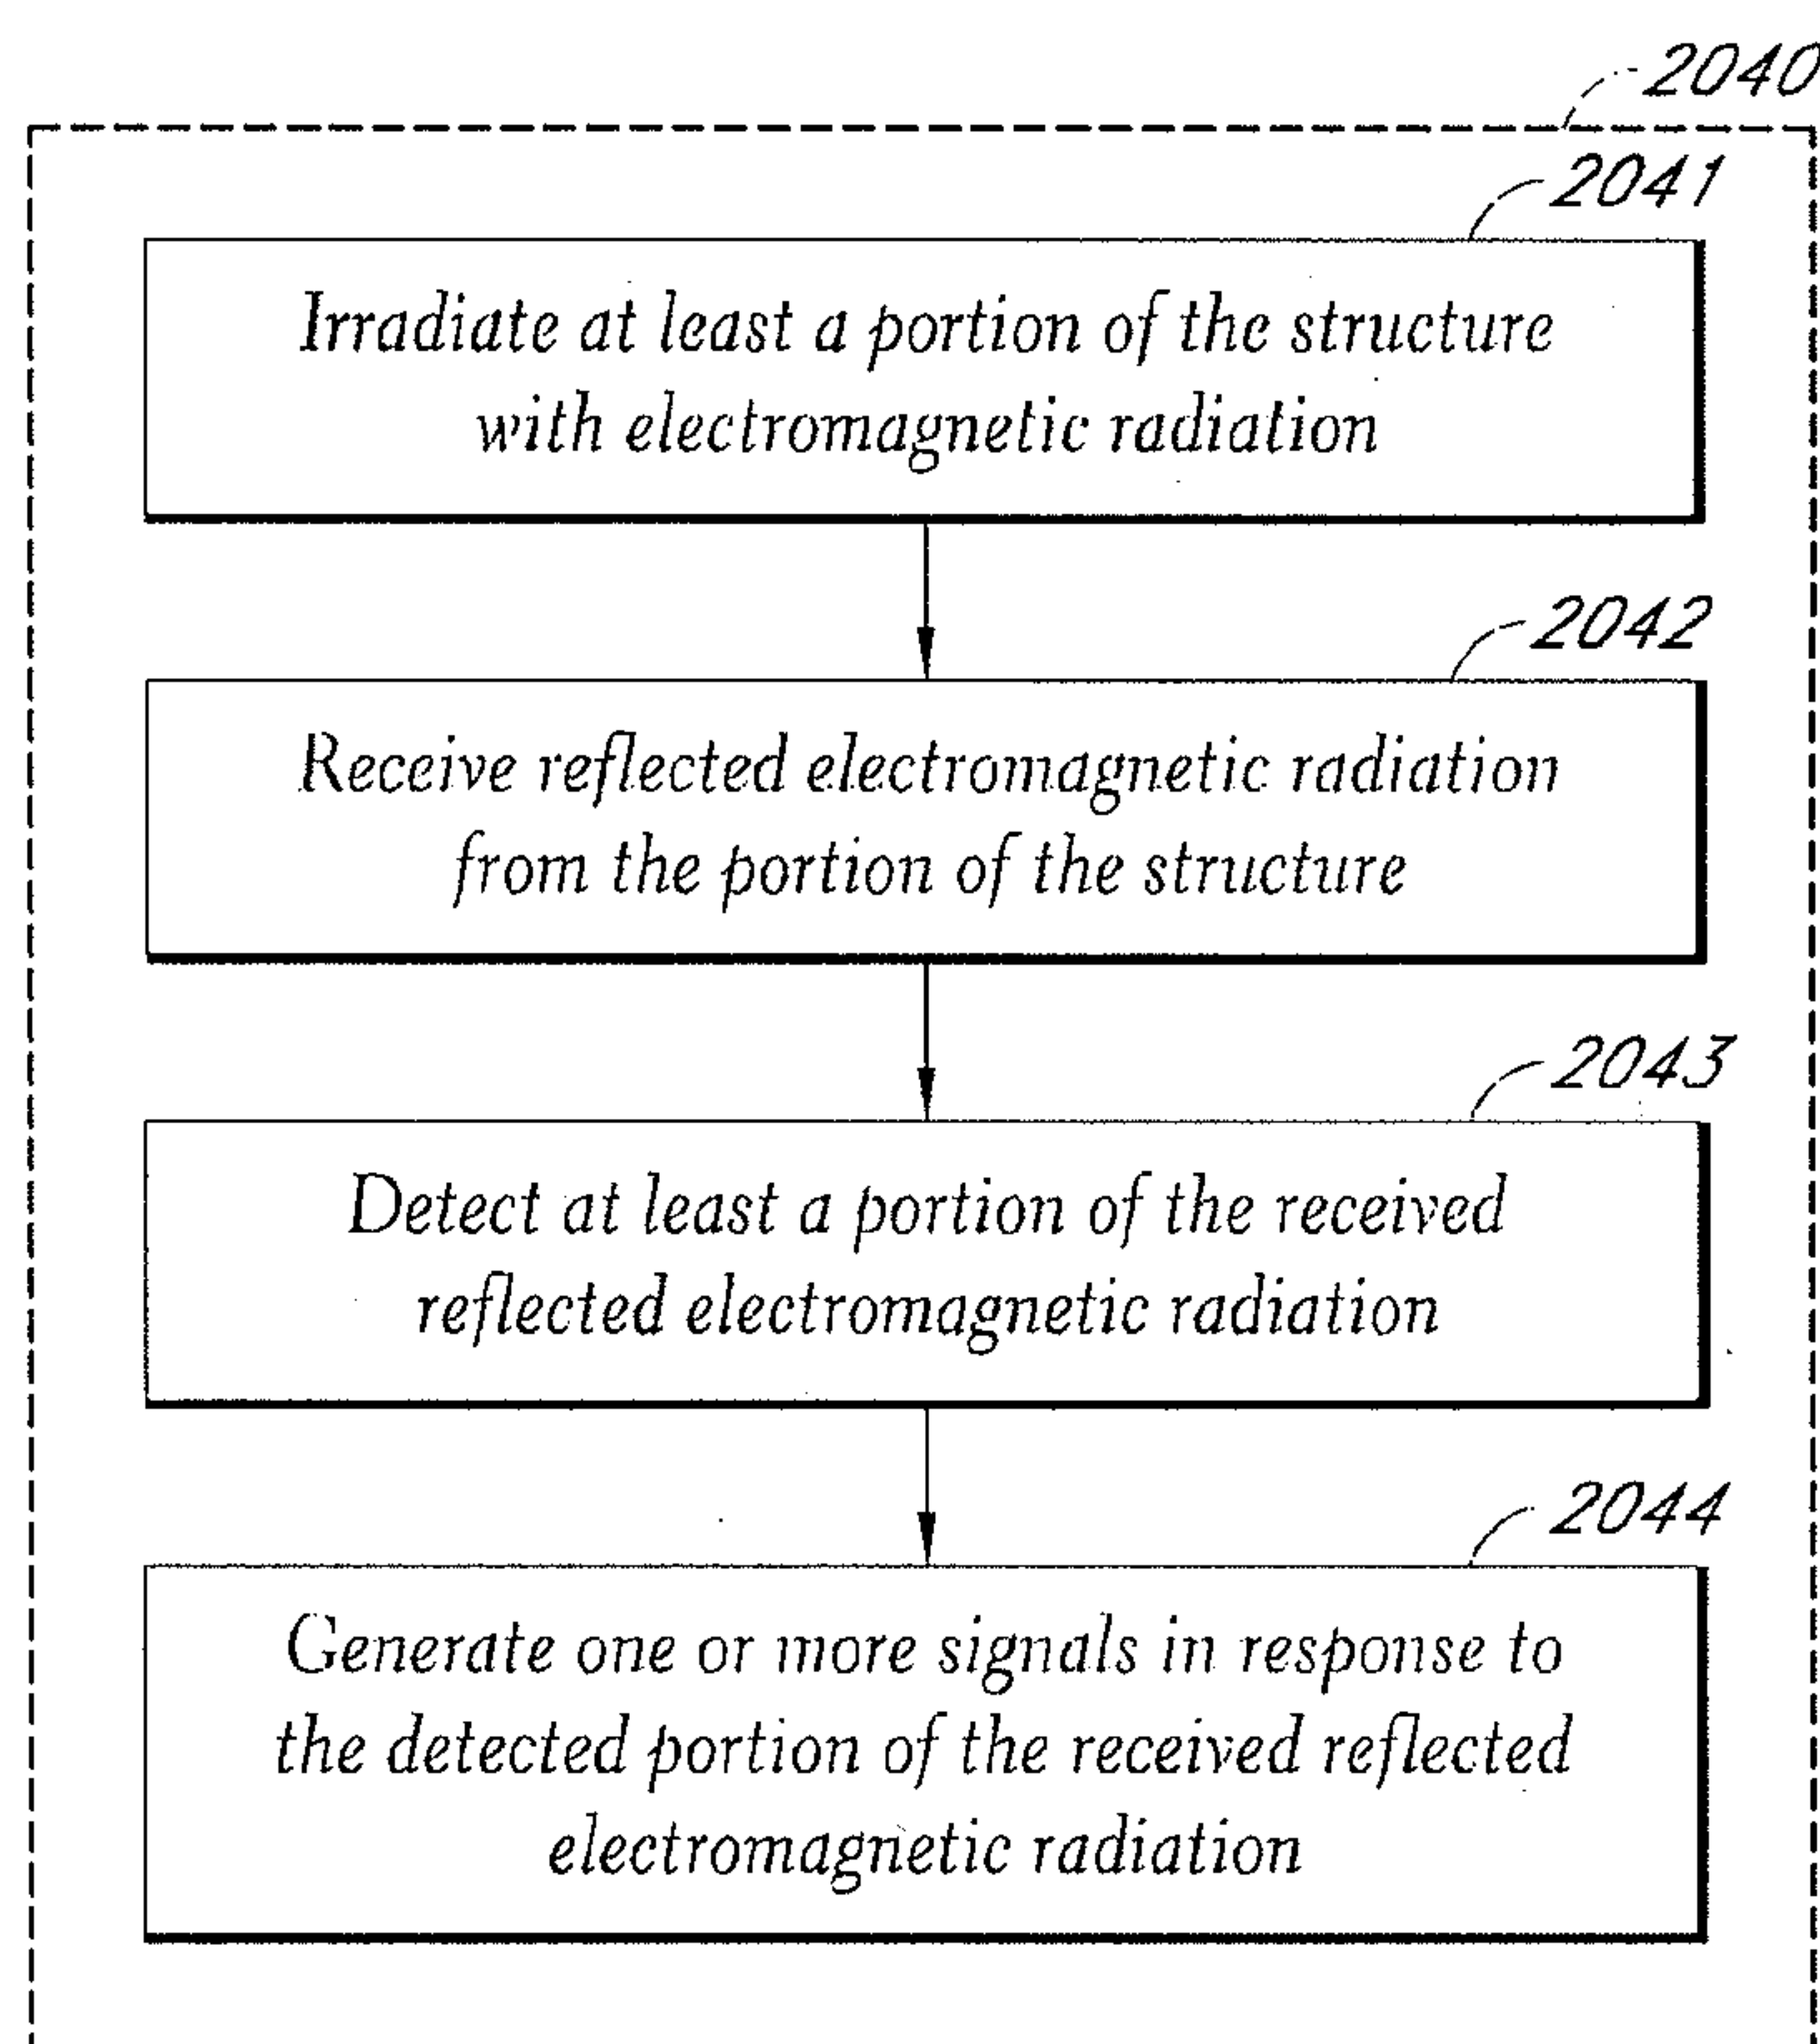 2040
2041
Irradiate at least a portion of the structure
with electromagnetic radiation
2042
Receive reflected electromagnetic radiation
from the portion of the structure
2043
Detect at least a portion of the received
reflected electromagnetic radiation
2044
Generate one or more signals in response to
the detected portion of the received reflected
electromagnetic radiation